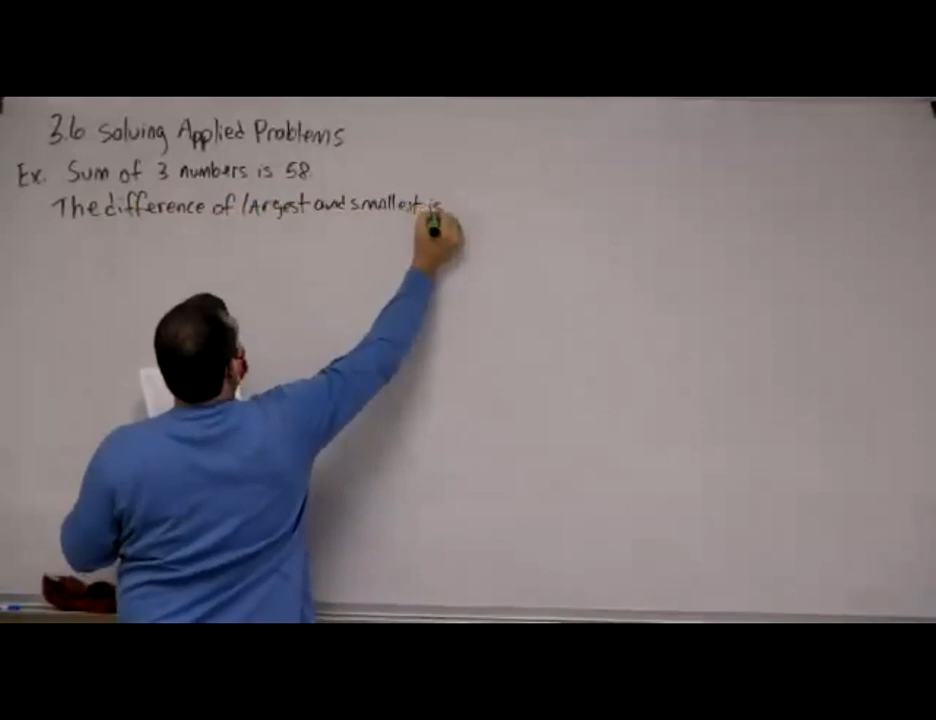 3.6 Solving Applied Problems
Ex. Sum of 3 numbers is 58.
The difference of largest and smallest is